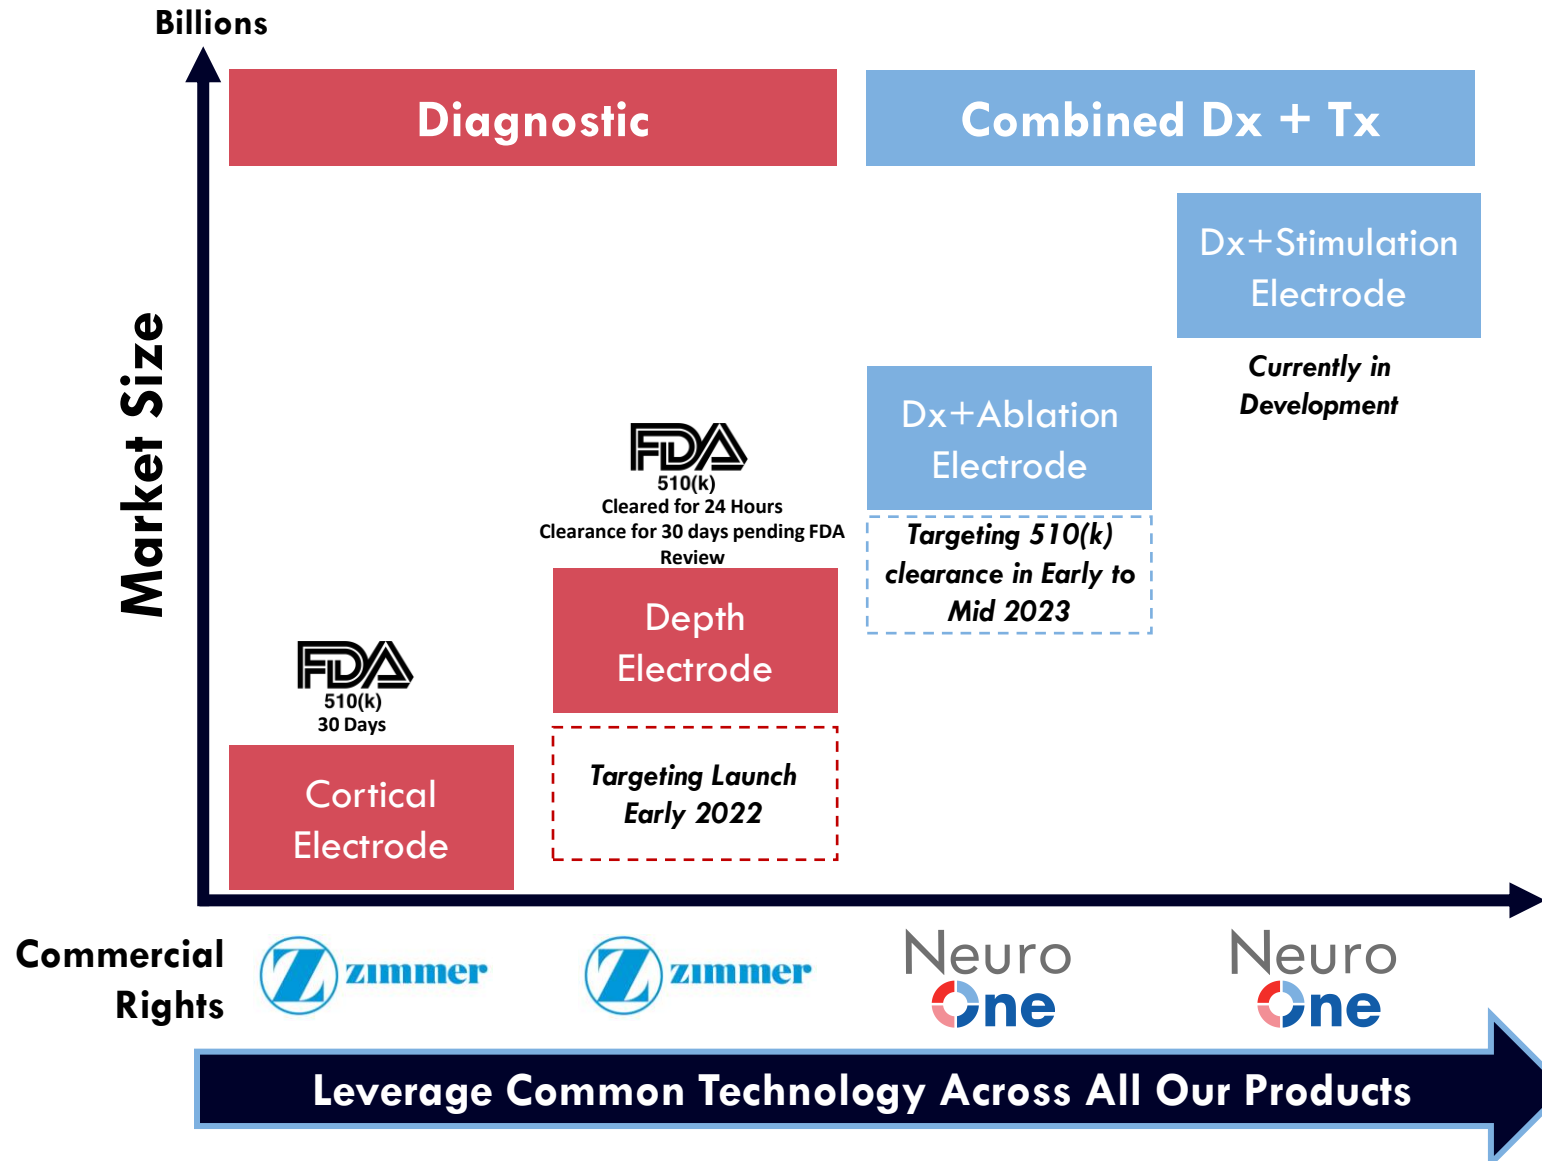 Billions
Diagnostic
Combined Dx + Tx
Market Size
Dx+Stimulation
Electrode
Currently in
Development
Dx+Ablation
Electrode
Targeting 510(k)
clearance in Early to
Mid 2023
FDA
510(k)
Cleared for 24 Hours
Clearance for 30 days pending FDA
Review
Depth
Electrode
Targeting Launch
Early 2022
FDA
510(k)
30 Days
Cortical
Electrode
Commercial
Rights
Z zimmer
Z zimmer
Neuro
One
Neuro
One
Leverage Common Technology Across All Our Products